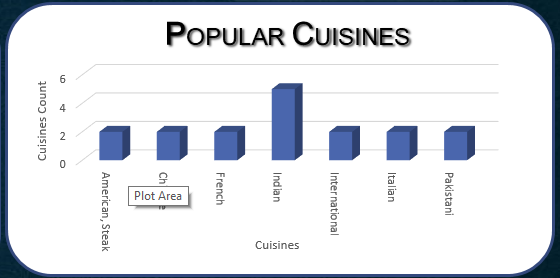 POPULAR CUISINES
Cuisines Count
6
4
2
0
American, Steak
French
Indian
International
Italian
Pakistani
Plot Area
Cuisines